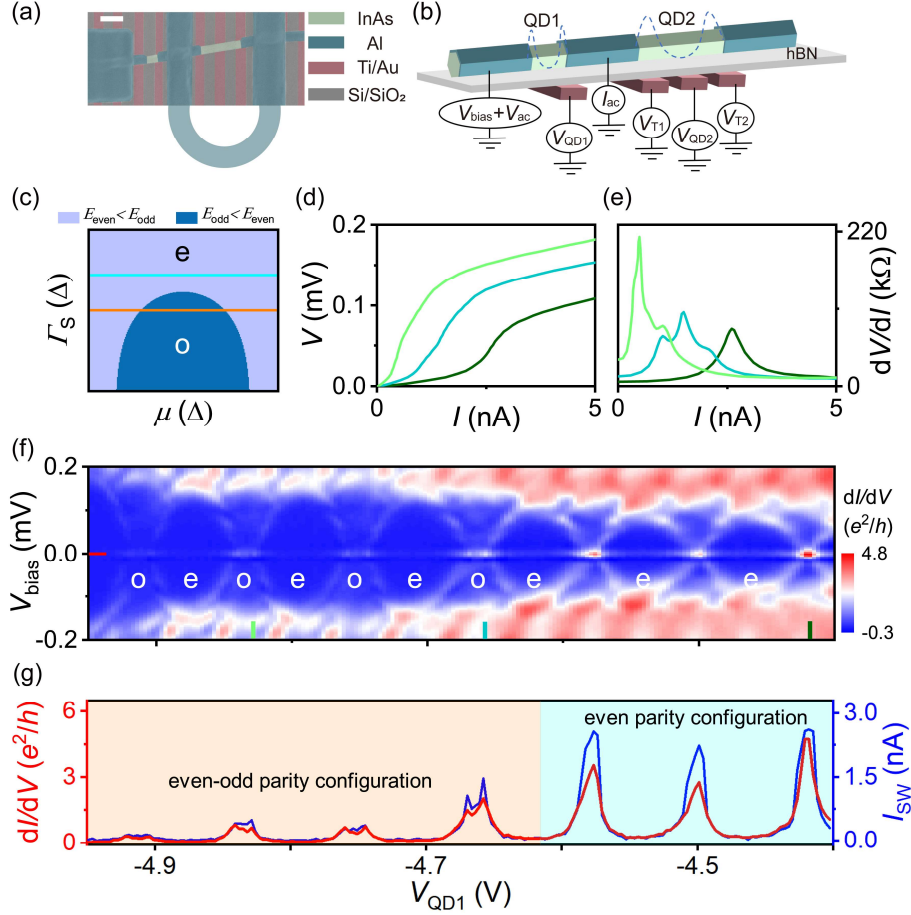 (a)
InAs
Al
Ti/Au
Si/SiO₂
(b)
QD1
QD2
hBN
V_bias+V_ac
V_QD1
I_ac
V_T1
V_QD2
V_T2
(c)
E_even<E_odd
E_odd<E_even
e
o
Γ_S (Δ)
μ (Δ)
(d)
0.2
0.1
0.0
V (mV)
0
5
I (nA)
(e)
220
0
dV/dI (kΩ)
0
5
I (nA)
(f)
0.2
0.0
-0.2
V_bias (mV)
o e o e o e o e e e
dI/dV
(e²/h)
4.8
-0.3
(g)
6
3
0
dI/dV (e²/h)
even-odd parity configuration
even parity configuration
3.0
1.5
0.0
I_SW (nA)
-4.9
-4.7
-4.5
V_QD1 (V)